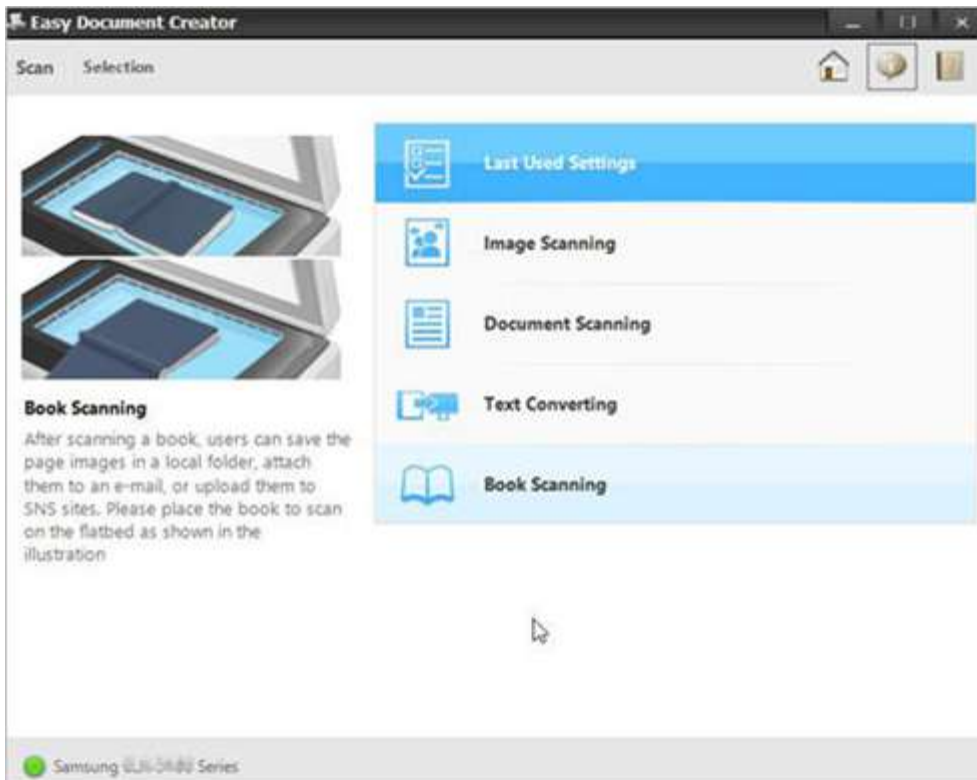 Easy Document Creator
Scan Selection
Last Used Settings
Image Scanning
Document Scanning
Text Converting
Book Scanning
Book Scanning
After scanning a book, users can save the
page images in a local folder, attach
them to an e-mail, or upload them to
SNS sites. Please place the book to scan
on the flatbed as shown in the
illustration
Samsung Series